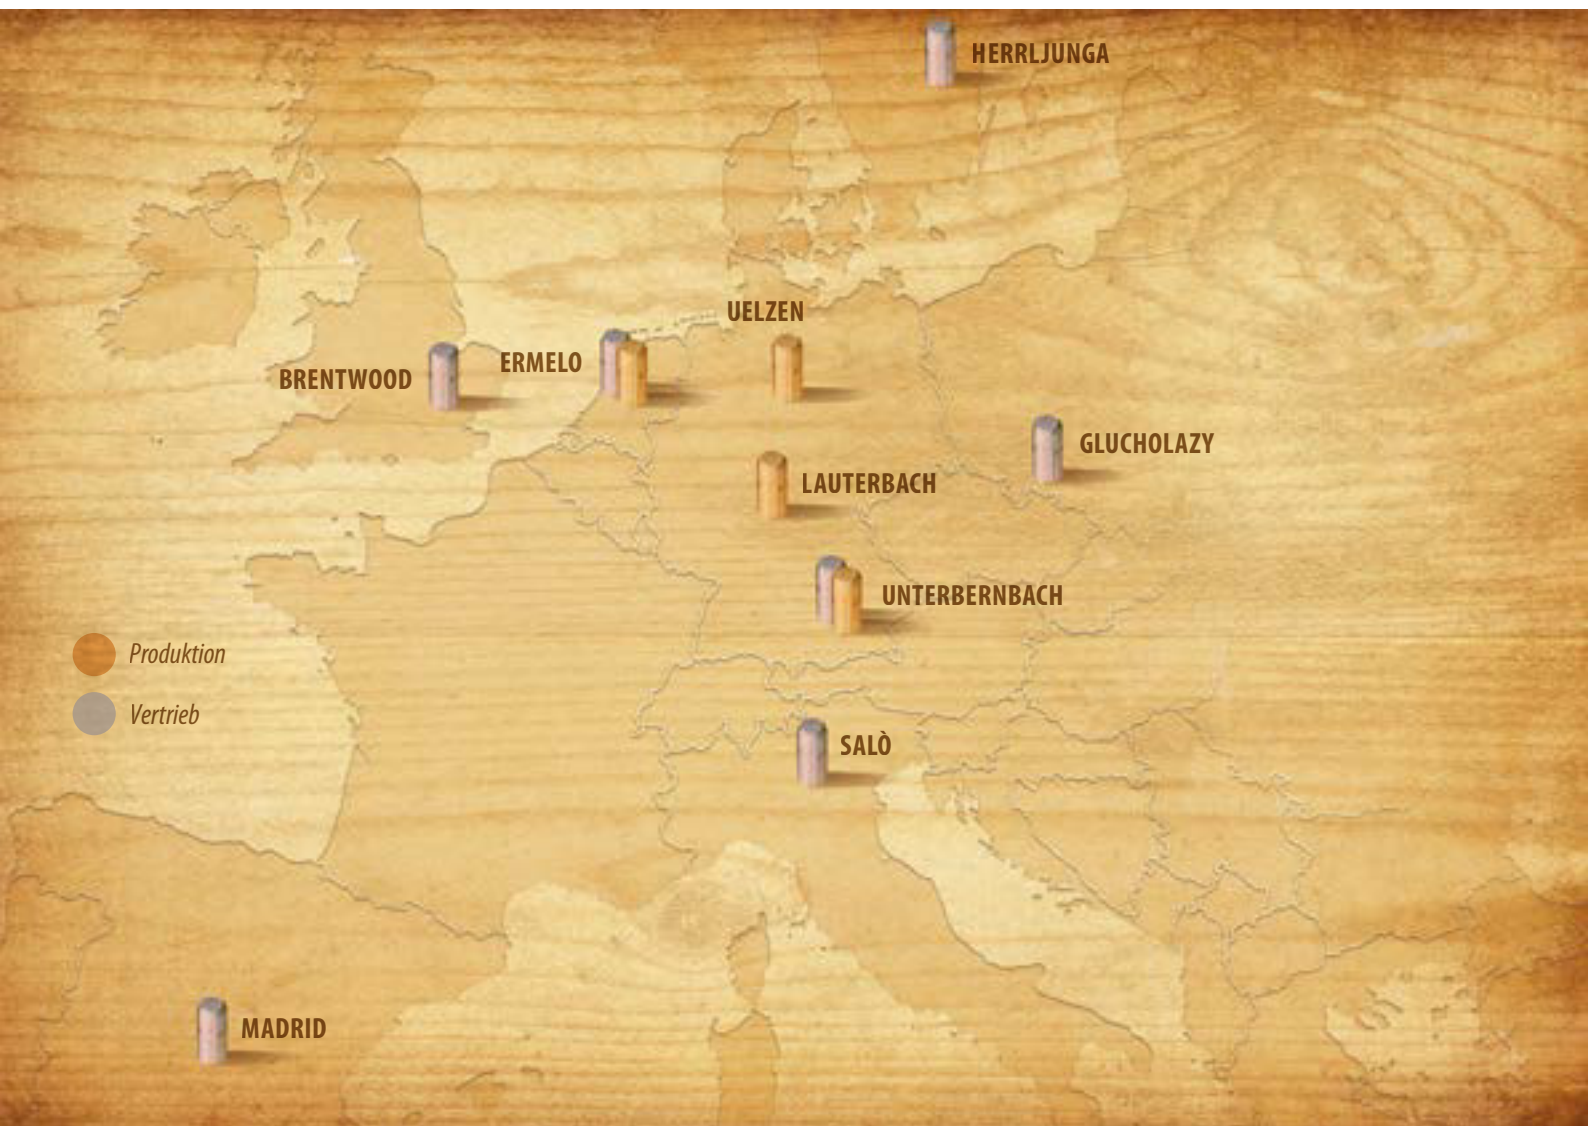 HERRLJUNGA
UELZEN
ERMELO
BRENTWOOD
GLUCHOLAZY
LAUTERBACH
UNTERBERNBACH
Produktion
Vertrieb
SALÒ
MADRID